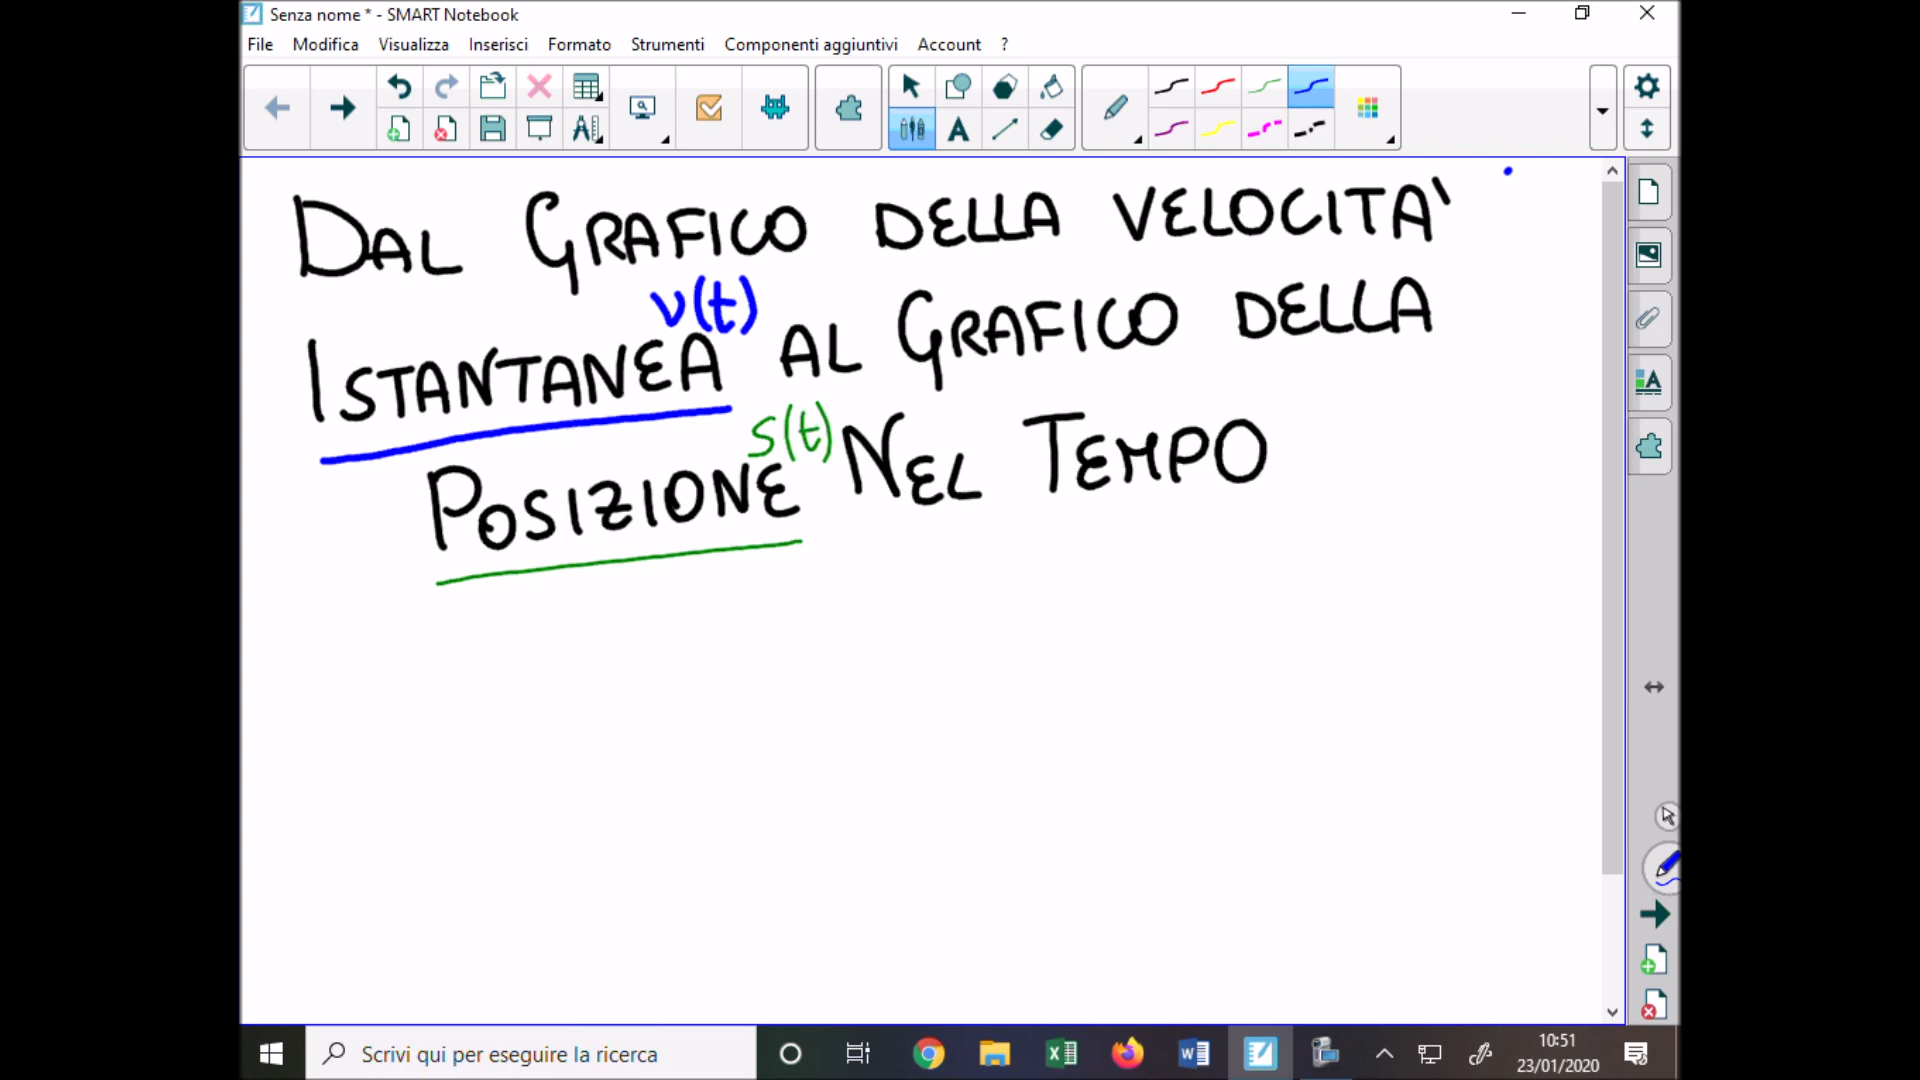 Senza nome * - SMART Notebook
File Modifica Visualizza Inserisci Formato Strumenti Componenti aggiuntivi Account ?
DAL GRAFICO DELLA VELOCITA'
v(t)
ISTANTANEA AL GRAFICO DELLA
s(t)
POSIZIONE NEL TEMPO
Scrivi qui per eseguire la ricerca
10:51
23/01/2020